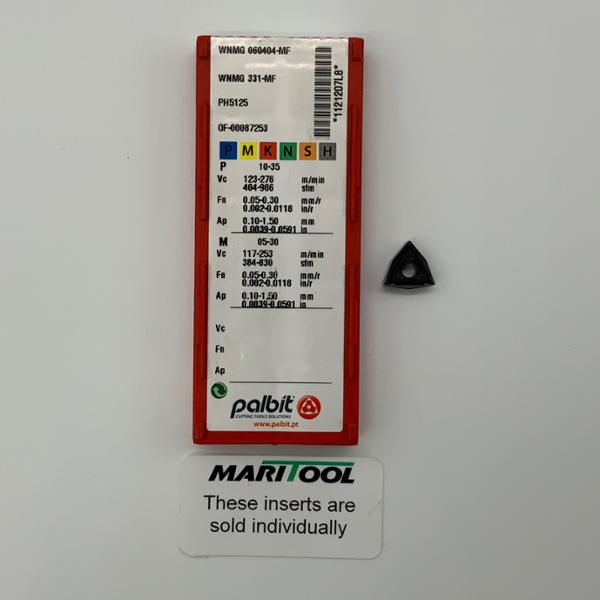 WNMG 060404-MF
WNMG 331-MF
PH5125
OF-00087253
*1121207L8*
P M K N S H
P 10-35
Vc 123-276 m/min
404-906 sfm
Fn 0.05-0.30 mm/r
0.002-0.0118 in/r
Ap 0.10-1.50 mm
0.0039-0.0591 in
M 05-30
Vc 117-253 m/min
384-830 sfm
Fn 0.05-0.30 mm/r
0.002-0.0118 in/r
Ap 0.10-1.50 mm
0.0039-0.0591 in
Vc
Fn
Ap
palbit
CUTTING TOOLS SOLUTIONS
www.palbit.pt
MARITOOL
These inserts are
sold individually